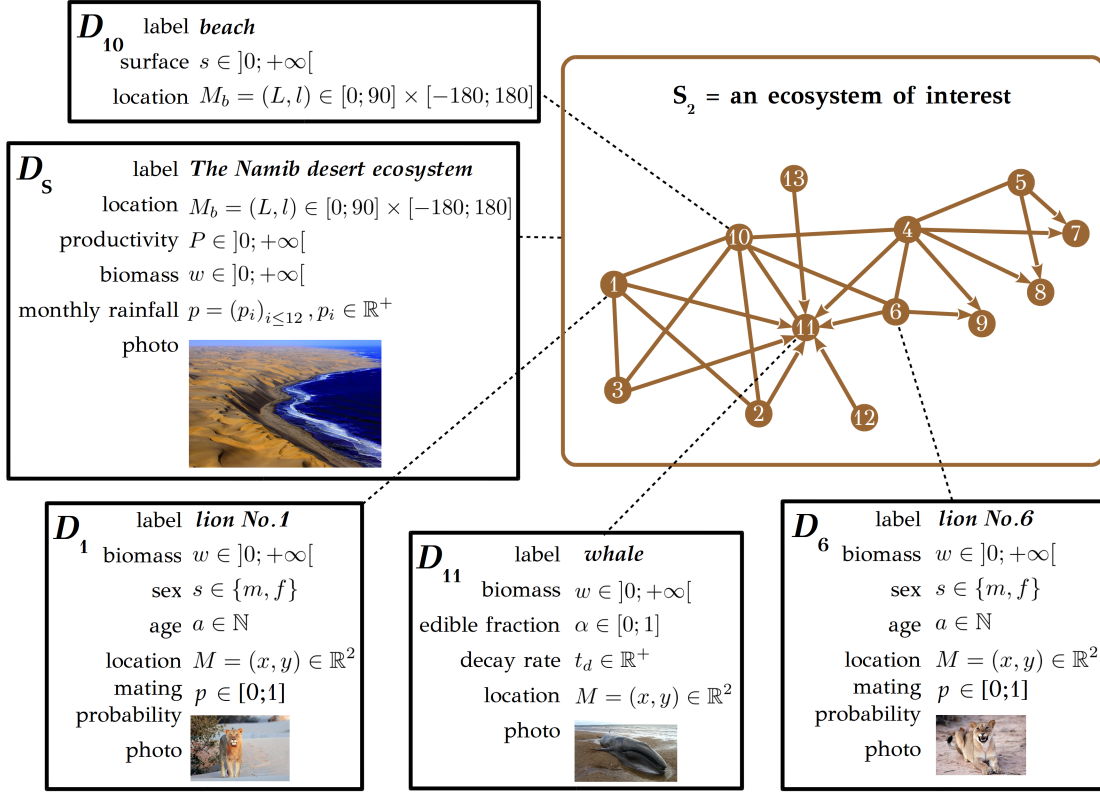 D₁₀
label beach
surface s ∈ ]0; +∞[
location M_b = (L, l) ∈ [0; 90] × [−180; 180]
D_S
label The Namib desert ecosystem
location M_b = (L, l) ∈ [0; 90] × [−180; 180]
productivity P ∈ ]0; +∞[
biomass w ∈ ]0; +∞[
monthly rainfall p = (p_i)_{i≤12}, p_i ∈ ℝ⁺
photo
S₂ = an ecosystem of interest
13
5
10
4
7
1
8
6
11
9
3
2
12
D₁
label lion No.1
biomass w ∈ ]0; +∞[
sex s ∈ {m, f}
age a ∈ ℕ
location M = (x, y) ∈ ℝ²
mating p ∈ [0;1]
probability
photo
D₁₁
label whale
biomass w ∈ ]0; +∞[
edible fraction α ∈ [0; 1]
decay rate t_d ∈ ℝ⁺
location M = (x, y) ∈ ℝ²
photo
D₆
label lion No.6
biomass w ∈ ]0; +∞[
sex s ∈ {m, f}
age a ∈ ℕ
location M = (x, y) ∈ ℝ²
mating p ∈ [0;1]
probability
photo